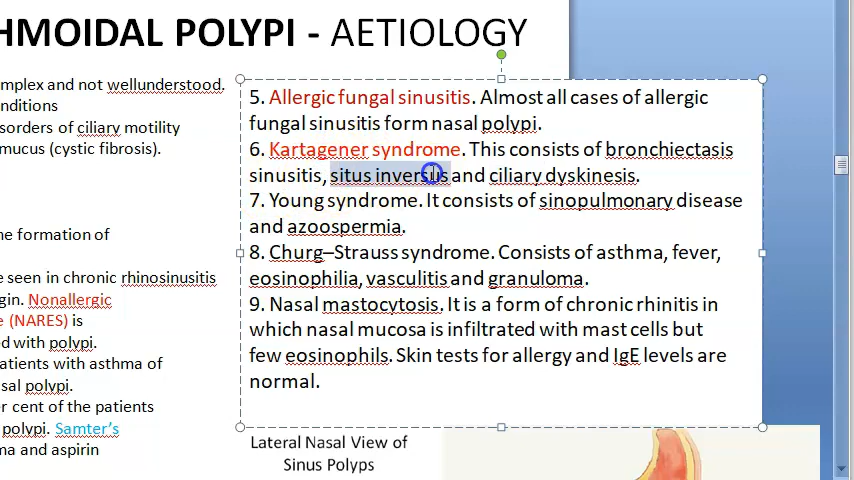 HMOIDAL POLYPI - AETIOLOGY
mplex and not wellunderstood.
onditions
sorders of ciliary motility
mucus (cystic fibrosis).
he formation of
e seen in chronic rhinosinusitis
gin. Nonallergic
e (NARES) is
ed with polypi.
atients with asthma of
sal polypi.
er cent of the patients
polypi. Samter's
ma and aspirin
5. Allergic fungal sinusitis. Almost all cases of allergic
fungal sinusitis form nasal polypi.
6. Kartagener syndrome. This consists of bronchiectasis
sinusitis, situs inversus and ciliary dyskinesis.
7. Young syndrome. It consists of sinopulmonary disease
and azoospermia.
8. Churg–Strauss syndrome. Consists of asthma, fever,
eosinophilia, vasculitis and granuloma.
9. Nasal mastocytosis. It is a form of chronic rhinitis in
which nasal mucosa is infiltrated with mast cells but
few eosinophils. Skin tests for allergy and IgE levels are
normal.
Lateral Nasal View of
Sinus Polyps